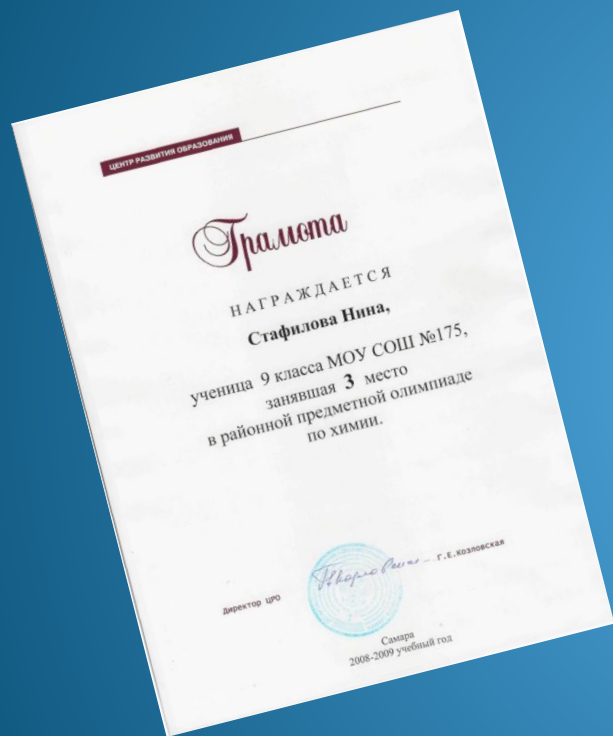 ЦЕНТР РАЗВИТИЯ ОБРАЗОВАНИЯ
Грамота
НАГРАЖДАЕТСЯ
Стафилова Нина,
ученица 9 класса МОУ СОШ №175,
занявшая 3 место
в районной предметной олимпиаде
по химии.
Директор ЦРО Г.Е.Козловская
Самара
2008-2009 учебный год